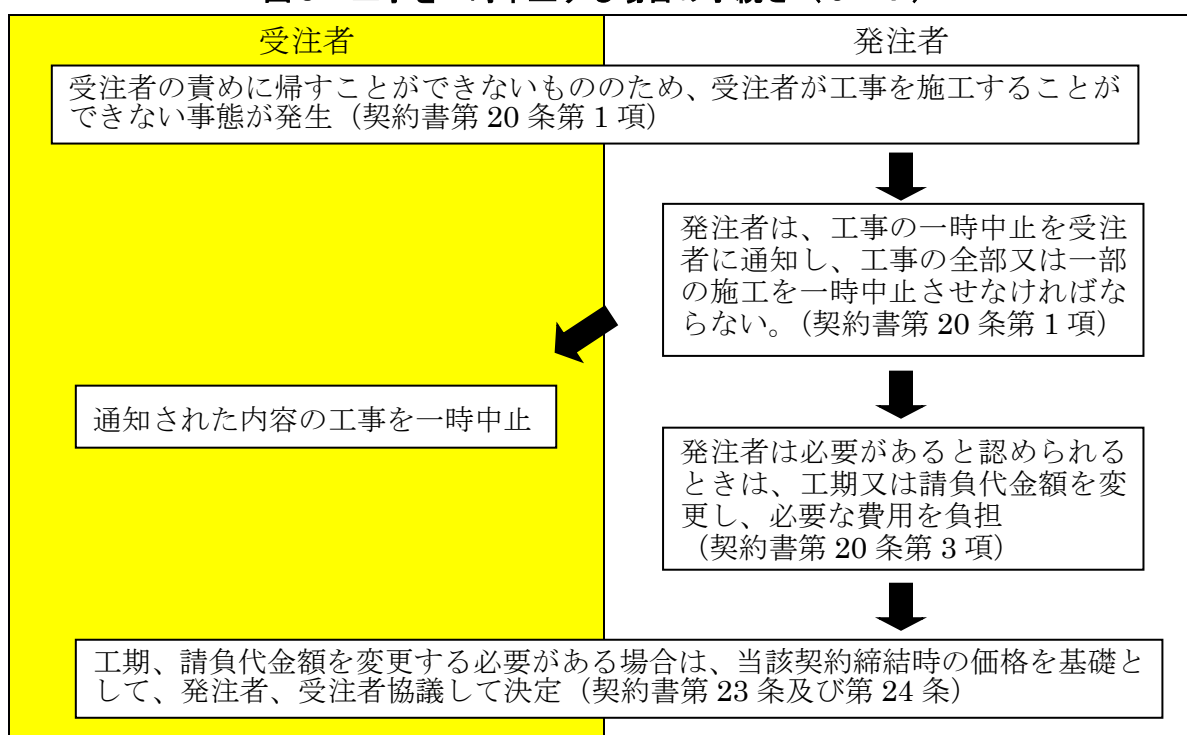 受注者
発注者
受注者の責めに帰すことができないもののため、受注者が工事を施工することが
できない事態が発生（契約書第 20 条第 1 項）
発注者は、工事の一時中止を受注
者に通知し、工事の全部又は一部
の施工を一時中止させなければな
らない。（契約書第 20 条第 1 項）
通知された内容の工事を一時中止
発注者は必要があると認められる
ときは、工期又は請負代金額を変
更し、必要な費用を負担
（契約書第 20 条第 3 項）
工期、請負代金額を変更する必要がある場合は、当該契約締結時の価格を基礎と
して、発注者、受注者協議して決定（契約書第 23 条及び第 24 条）